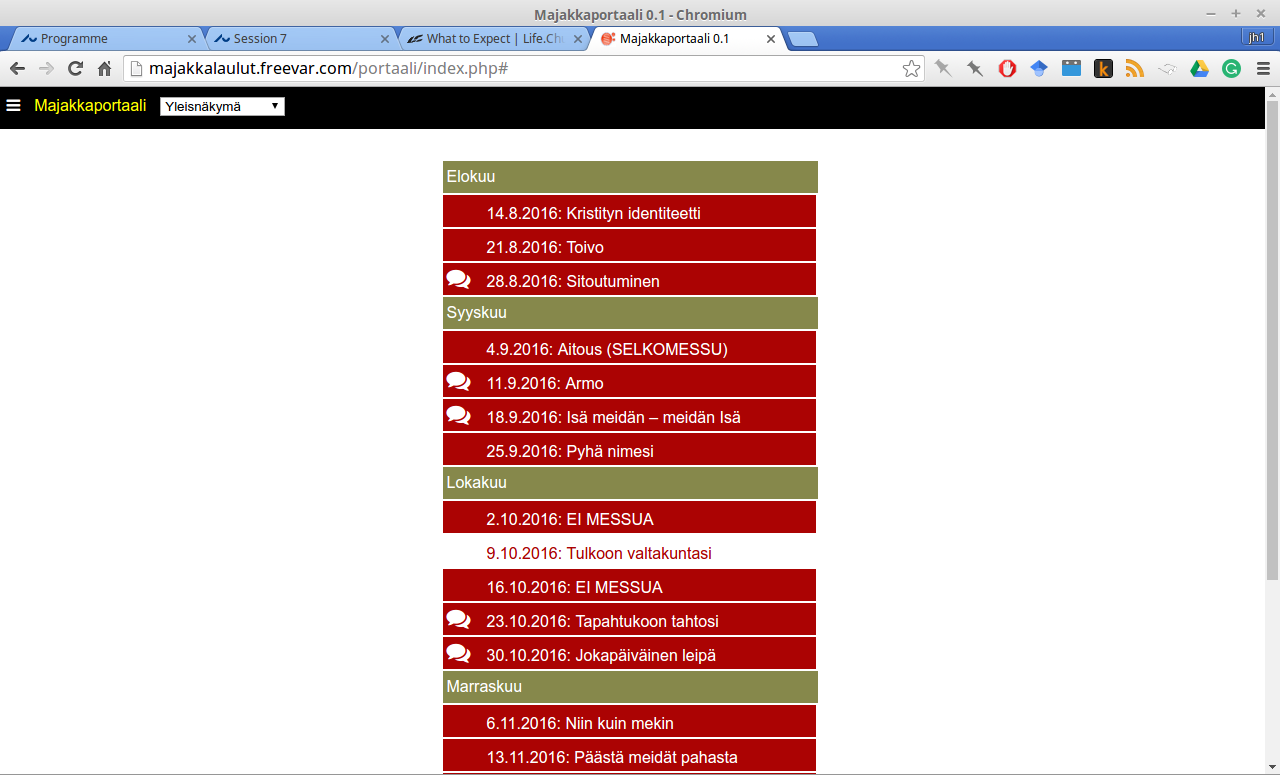 Majakkaportaali 0.1 - Chromium
Programme
Session 7
What to Expect | Life.Ch
Majakkaportaali 0.1
jh1
majakkalaulut.freevar.com/portaali/index.php#
Majakkaportaali
Yleisnäkymä
Elokuu
14.8.2016: Kristityn identiteetti
21.8.2016: Toivo
28.8.2016: Sitoutuminen
Syyskuu
4.9.2016: Aitous (SELKOMESSU)
11.9.2016: Armo
18.9.2016: Isä meidän – meidän Isä
25.9.2016: Pyhä nimesi
Lokakuu
2.10.2016: EI MESSUA
9.10.2016: Tulkoon valtakuntasi
16.10.2016: EI MESSUA
23.10.2016: Tapahtukoon tahtosi
30.10.2016: Jokapäiväinen leipä
Marraskuu
6.11.2016: Niin kuin mekin
13.11.2016: Päästä meidät pahasta